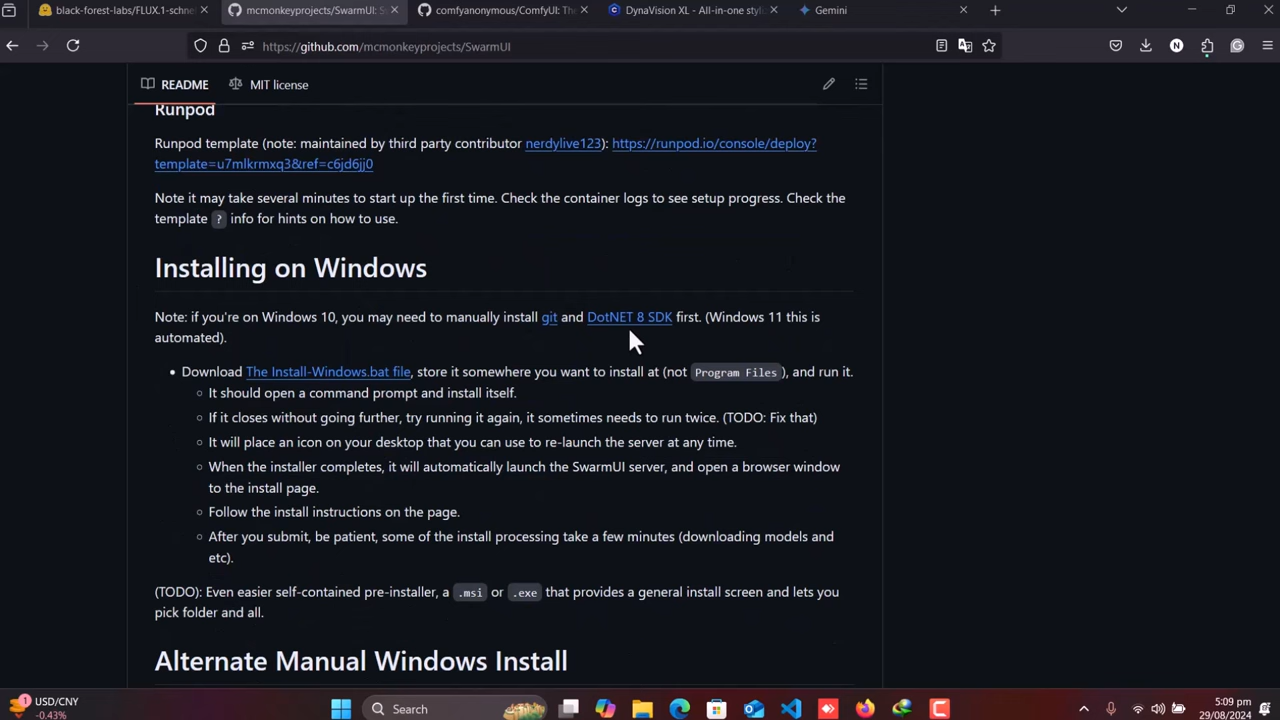 black-forest-labs/FLUX.1-schne
mcmonkeyprojects/SwarmUI: S
comfyanonymous/ComfyUI: The
DynaVision XL - All-in-one styli
Gemini
https://github.com/mcmonkeyprojects/SwarmUI
README
MIT license
Runpod
Runpod template (note: maintained by third party contributor nerdylive123): https://runpod.io/console/deploy?
template=u7mlkrmxq3&ref=c6jd6jj0
Note it may take several minutes to start up the first time. Check the container logs to see setup progress. Check the
template ? info for hints on how to use.
Installing on Windows
Note: if you're on Windows 10, you may need to manually install git and DotNET 8 SDK first. (Windows 11 this is
automated).
• Download The Install-Windows.bat file, store it somewhere you want to install at (not Program Files), and run it.
○ It should open a command prompt and install itself.
○ If it closes without going further, try running it again, it sometimes needs to run twice. (TODO: Fix that)
○ It will place an icon on your desktop that you can use to re-launch the server at any time.
○ When the installer completes, it will automatically launch the SwarmUI server, and open a browser window
to the install page.
○ Follow the install instructions on the page.
○ After you submit, be patient, some of the install processing take a few minutes (downloading models and
etc).
(TODO): Even easier self-contained pre-installer, a .msi or .exe that provides a general install screen and lets you
pick folder and all.
Alternate Manual Windows Install
1
USD/CNY
-0.43%
Search
5:09 pm
29/08/2024